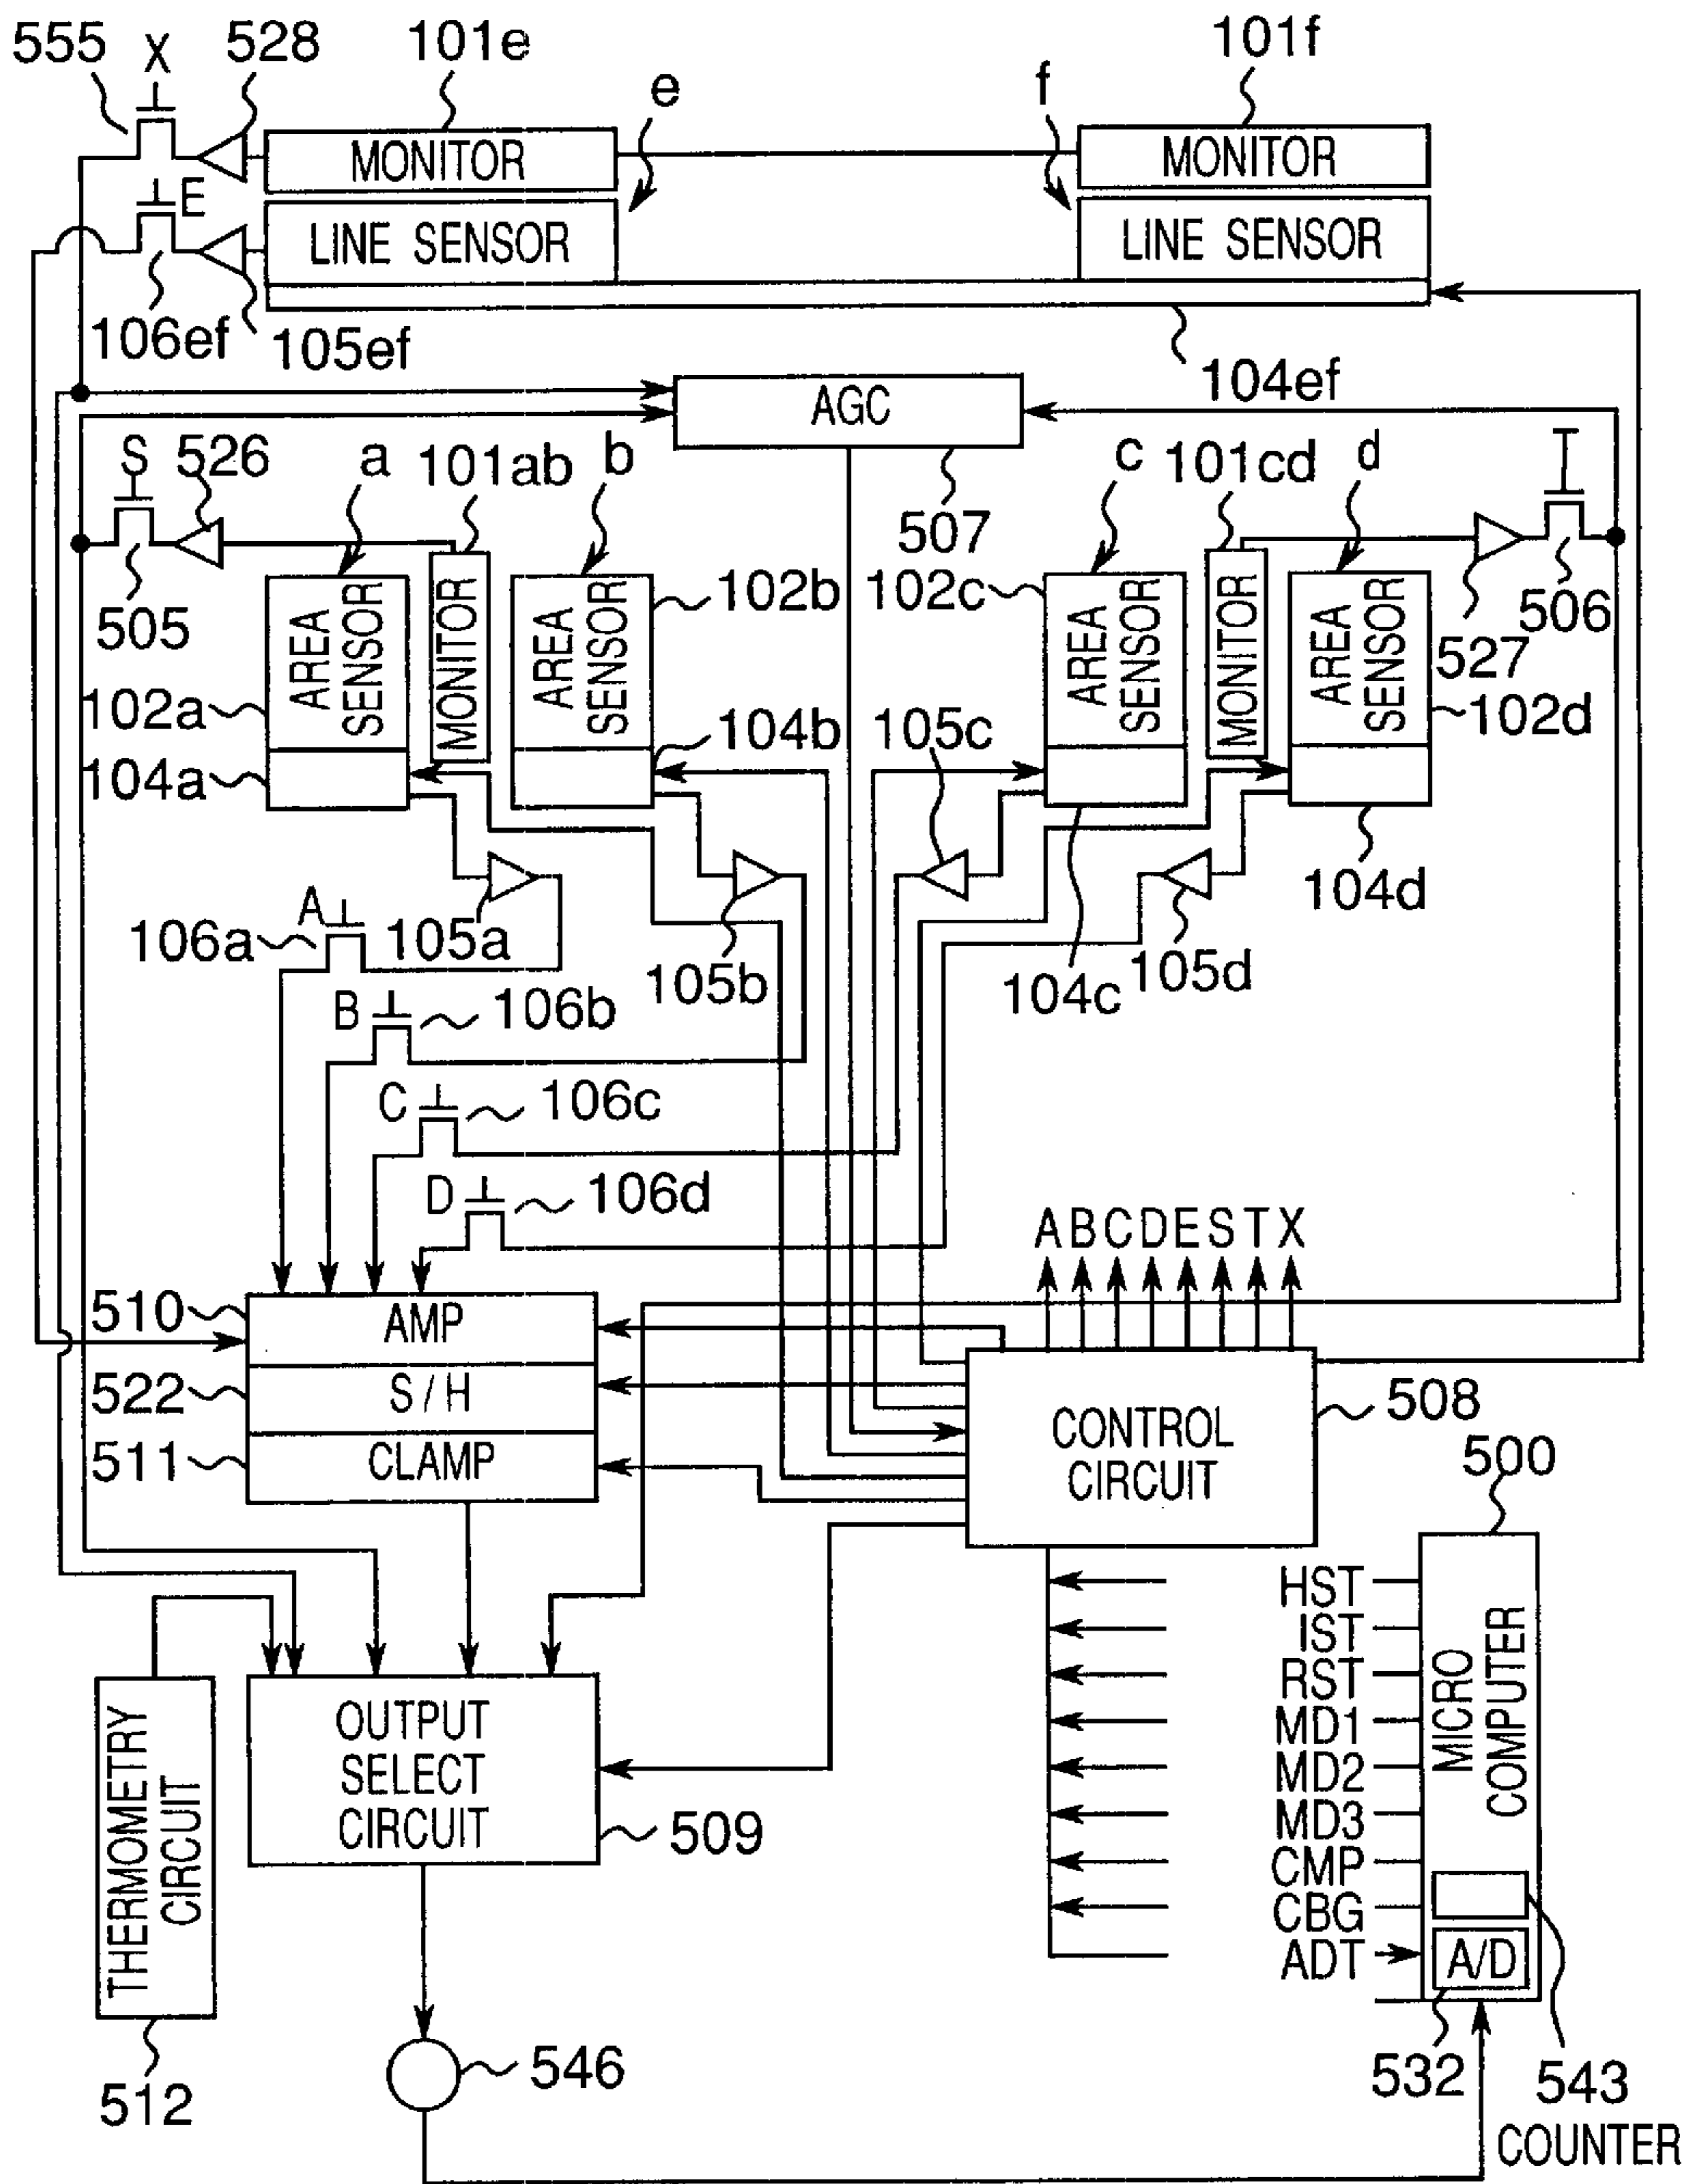 555 X 528 101e 101f
e f
MONITOR MONITOR
E
LINE SENSOR LINE SENSOR
106ef 105ef 104ef
AGC
S 526 a 101ab b 507 c 101cd d T
505 102b 102c 527 506
AREA SENSOR
MONITOR
AREA SENSOR
AREA SENSOR
MONITOR
AREA SENSOR
102a 102d
104a 104b 105c
A 106a 105a 105b 104c 105d 104d
B 106b
C 106c
D 106d
A B C D E S T X
510 AMP
522 S/H
511 CLAMP
CONTROL
CIRCUIT
508
500
HST
IST
RST
MD1
MD2
MD3
CMP
CBG
ADT
MICRO
COMPUTER
A/D
532 543
COUNTER
THERMOMETRY
CIRCUIT
512
OUTPUT
SELECT
CIRCUIT
509
546